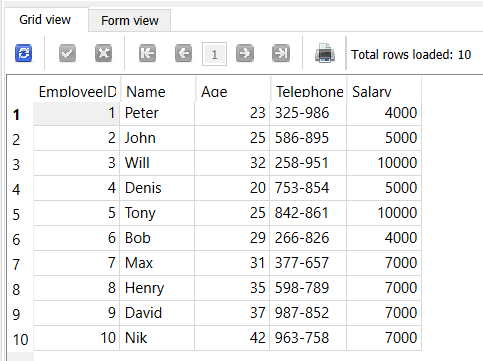 Grid view Form view
1 Total rows loaded: 10
EmployeeID Name Age Telephone Salary
1 1 Peter 23 325-986 4000
2 2 John 25 586-895 5000
3 3 Will 32 258-951 10000
4 4 Denis 20 753-854 5000
5 5 Tony 25 842-861 10000
6 6 Bob 29 266-826 4000
7 7 Max 31 377-657 7000
8 8 Henry 35 598-789 7000
9 9 David 37 987-852 7000
10 10 Nik 42 963-758 7000